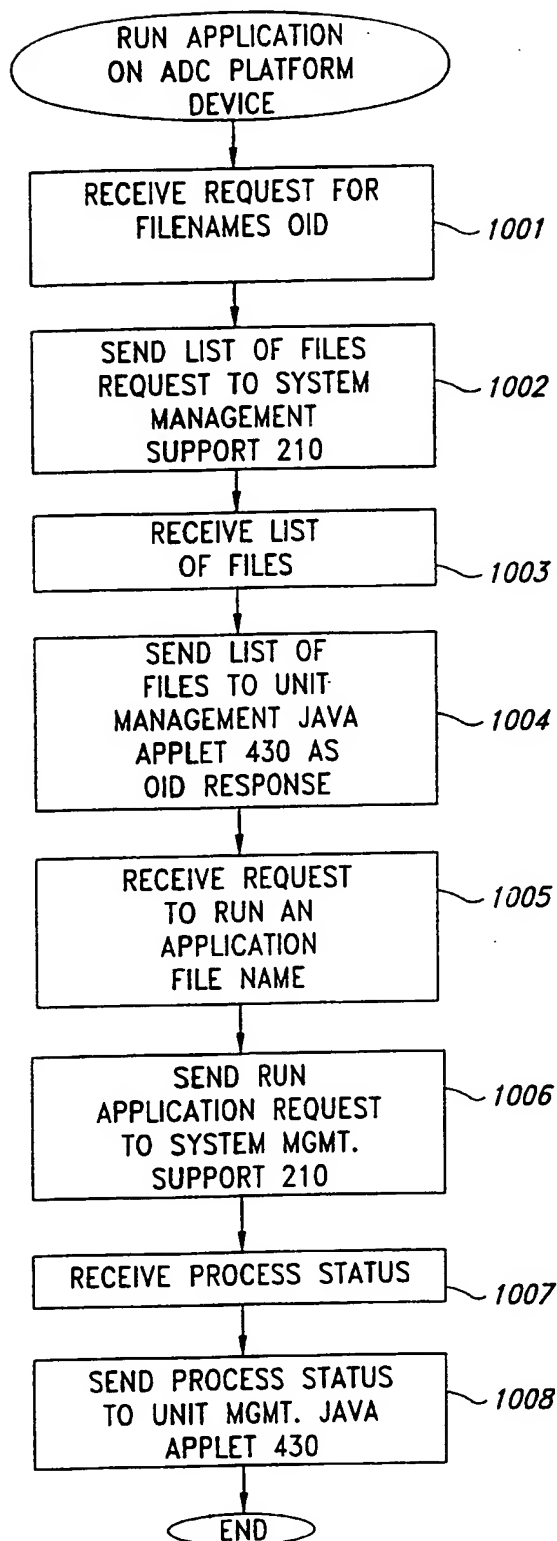 RUN APPLICATION
ON ADC PLATFORM
DEVICE
RECEIVE REQUEST FOR
FILENAMES OID
1001
SEND LIST OF FILES
REQUEST TO SYSTEM
MANAGEMENT
SUPPORT 210
1002
RECEIVE LIST
OF FILES
1003
SEND LIST OF
FILES TO UNIT
MANAGEMENT JAVA
APPLET 430 AS
OID RESPONSE
1004
RECEIVE REQUEST
TO RUN AN
APPLICATION
FILE NAME
1005
SEND RUN
APPLICATION REQUEST
TO SYSTEM MGMT.
SUPPORT 210
1006
RECEIVE PROCESS STATUS
1007
SEND PROCESS STATUS
TO UNIT MGMT. JAVA
APPLET 430
1008
END